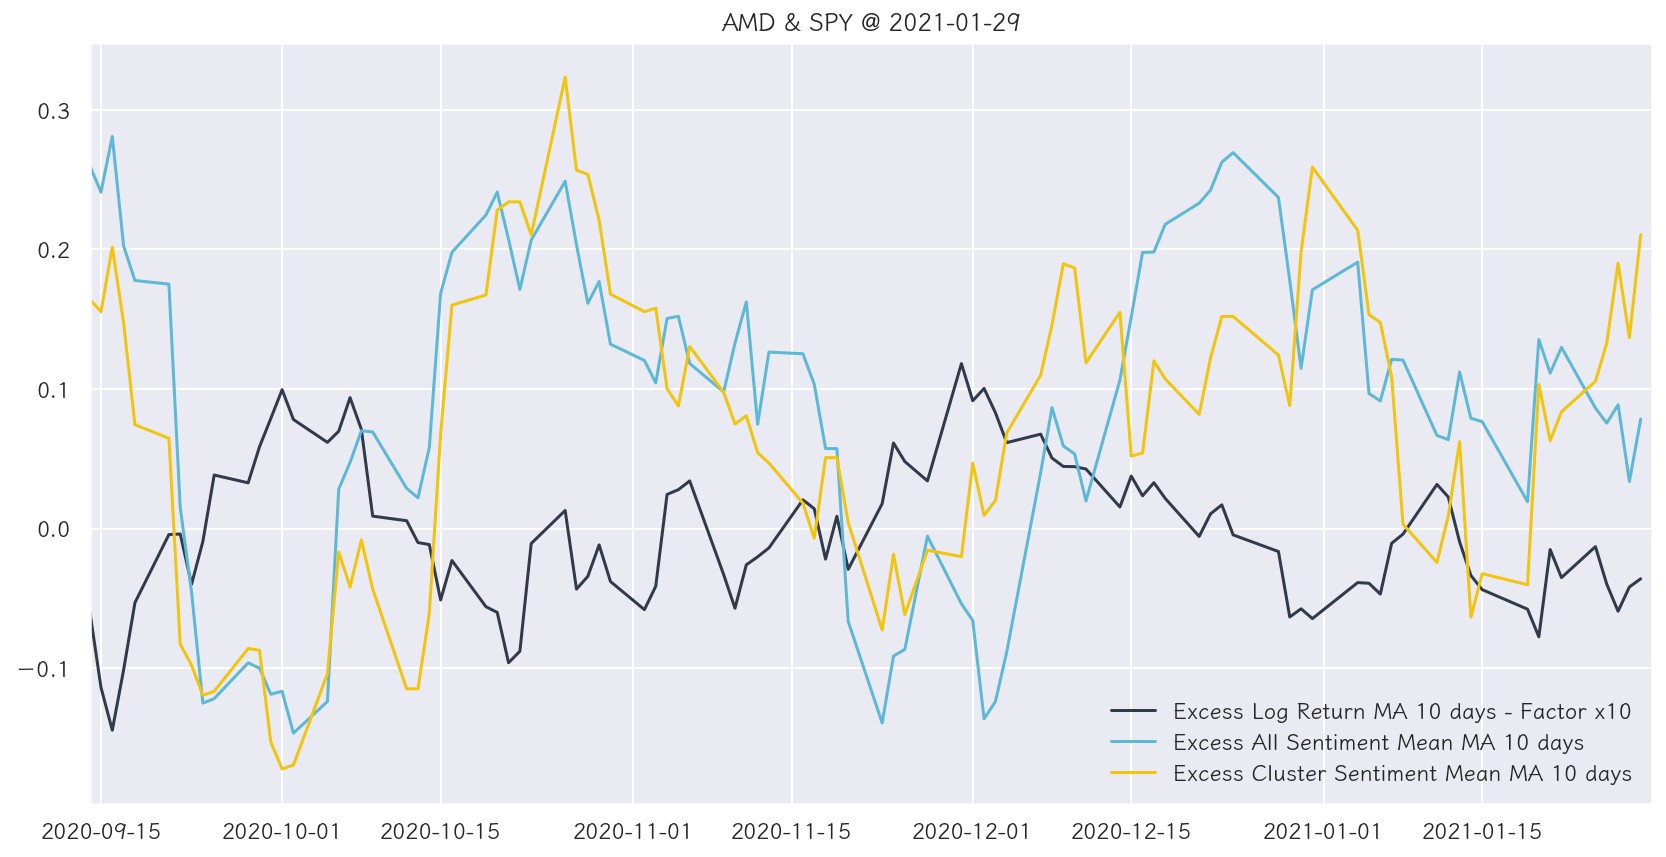 AMD & SPY @ 2021-01-29
0.3
0.2
0.1
0.0
−0.1
Excess Log Return MA 10 days - Factor x10
Excess All Sentiment Mean MA 10 days
Excess Cluster Sentiment Mean MA 10 days
2020-09-15 2020-10-01 2020-10-15 2020-11-01 2020-11-15 2020-12-01 2020-12-15 2021-01-01 2021-01-15